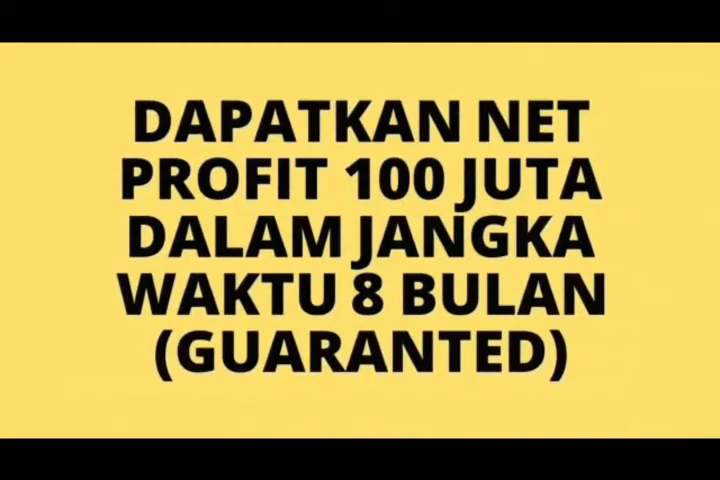 DAPATKAN NET
PROFIT 100 JUTA
DALAM JANGKA
WAKTU 8 BULAN
(GUARANTED)